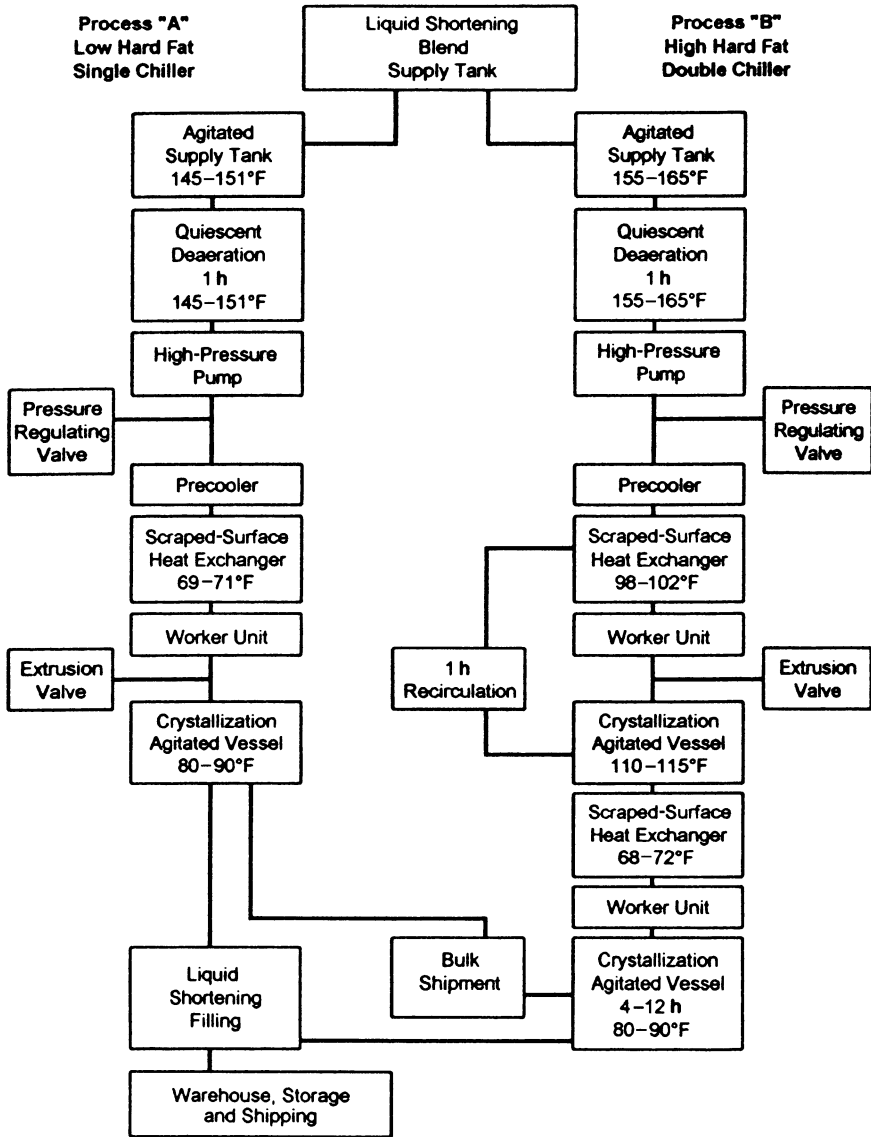 Process "A"
Low Hard Fat
Single Chiller
Liquid Shortening
Blend
Supply Tank
Process "B"
High Hard Fat
Double Chiller
Agitated
Supply Tank
145–151°F
Quiescent
Deaeration
1 h
145–151°F
High-Pressure
Pump
Pressure
Regulating
Valve
Precooler
Scraped-Surface
Heat Exchanger
69–71°F
Worker Unit
Extrusion
Valve
Crystallization
Agitated Vessel
80–90°F
Agitated
Supply Tank
155–165°F
Quiescent
Deaeration
1 h
155–165°F
High-Pressure
Pump
Pressure
Regulating
Valve
Precooler
Scraped-Surface
Heat Exchanger
98–102°F
Worker Unit
1 h
Recirculation
Extrusion
Valve
Crystallization
Agitated Vessel
110–115°F
Scraped-Surface
Heat Exchanger
68–72°F
Worker Unit
Crystallization
Agitated Vessel
4–12 h
80–90°F
Bulk
Shipment
Liquid
Shortening
Filling
Warehouse, Storage
and Shipping